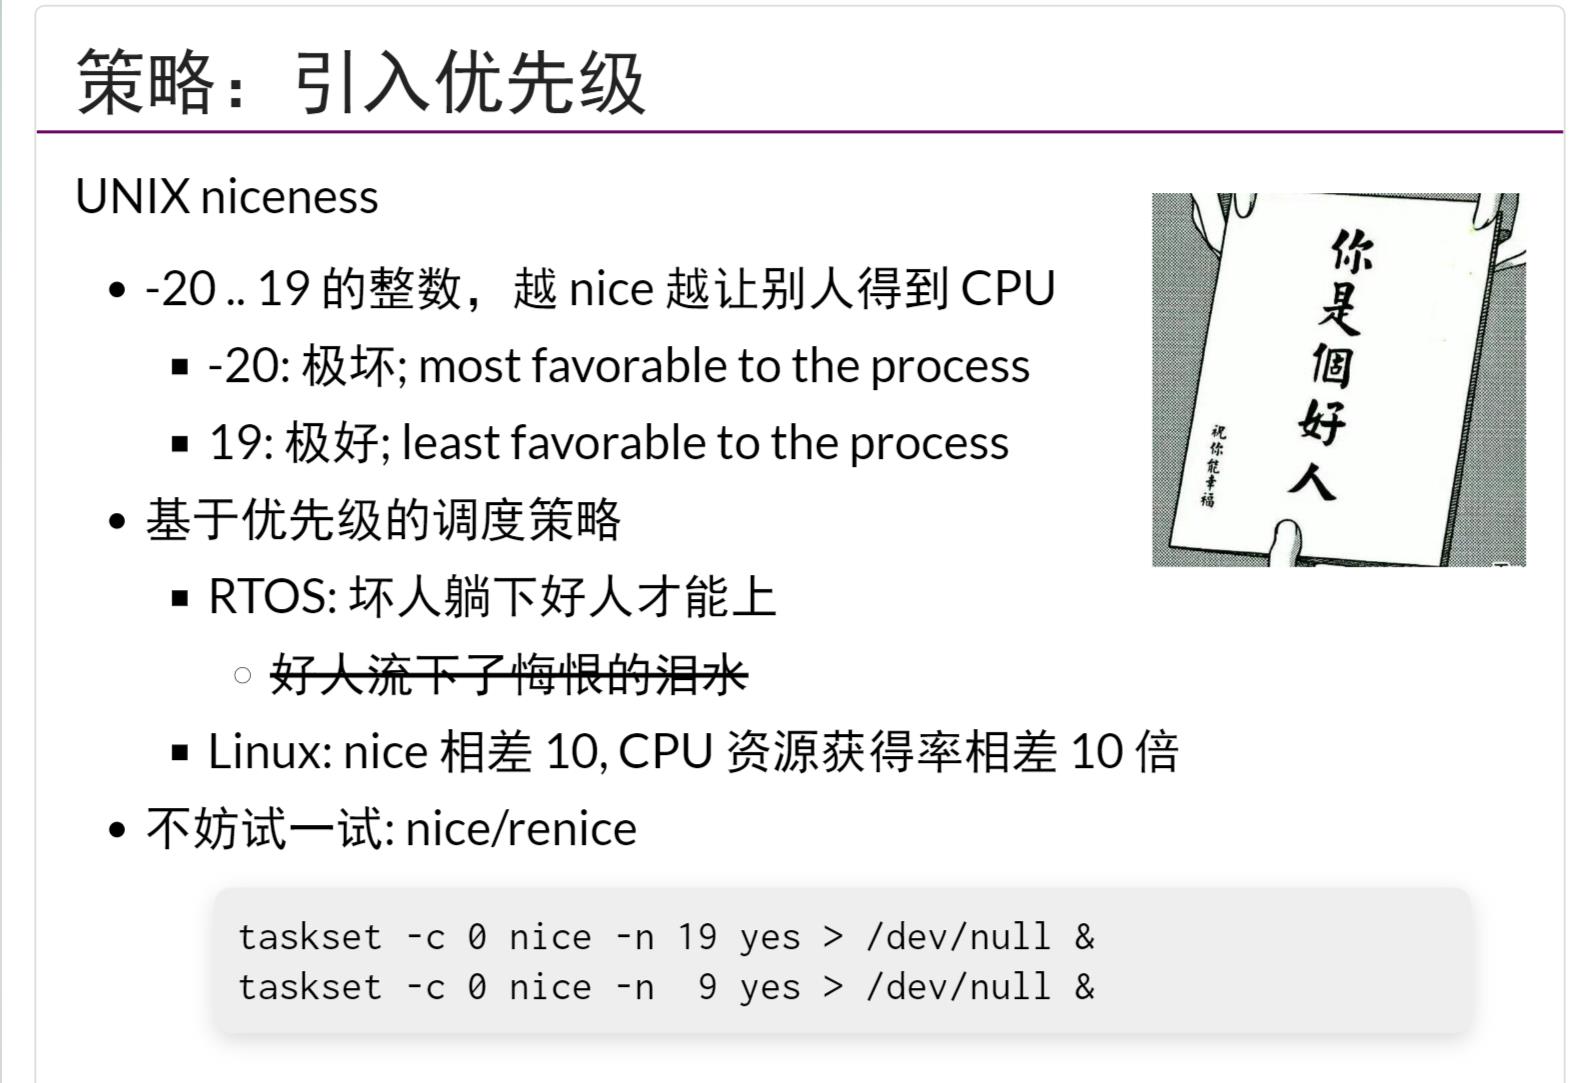 策略：引入优先级
UNIX niceness
-20 .. 19 的整数，越 nice 越让别人得到 CPU
-20: 极坏; most favorable to the process
19: 极好; least favorable to the process
基于优先级的调度策略
RTOS: 坏人躺下好人才能上
好人流下了悔恨的泪水
Linux: nice 相差 10, CPU 资源获得率相差 10 倍
不妨试一试: nice/renice
taskset -c 0 nice -n 19 yes > /dev/null &
taskset -c 0 nice -n  9 yes > /dev/null &
你是個好人
祝你能幸福